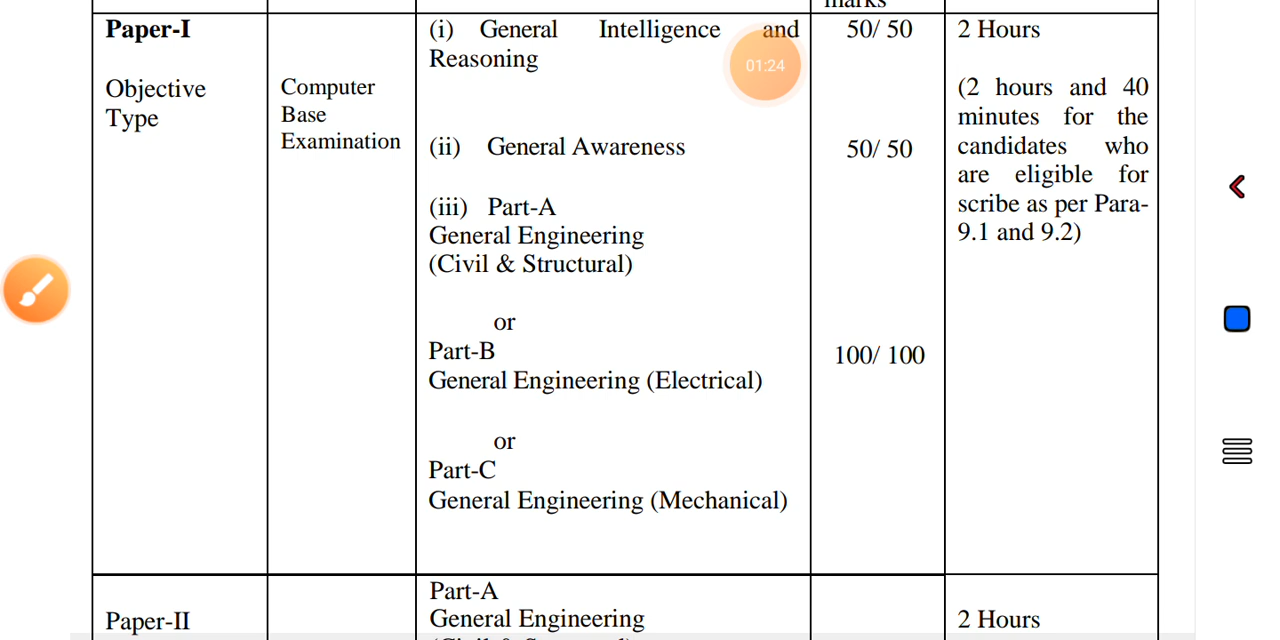 marks
Paper-I
Objective
Type
Computer
Base
Examination
(i) General Intelligence and
Reasoning
50/ 50
(ii) General Awareness
50/ 50
(iii) Part-A
General Engineering
(Civil & Structural)
or
Part-B
General Engineering (Electrical)
100/ 100
or
Part-C
General Engineering (Mechanical)
2 Hours
(2 hours and 40
minutes for the
candidates who
are eligible for
scribe as per Para-
9.1 and 9.2)
01:24
Paper-II
Part-A
General Engineering
2 Hours